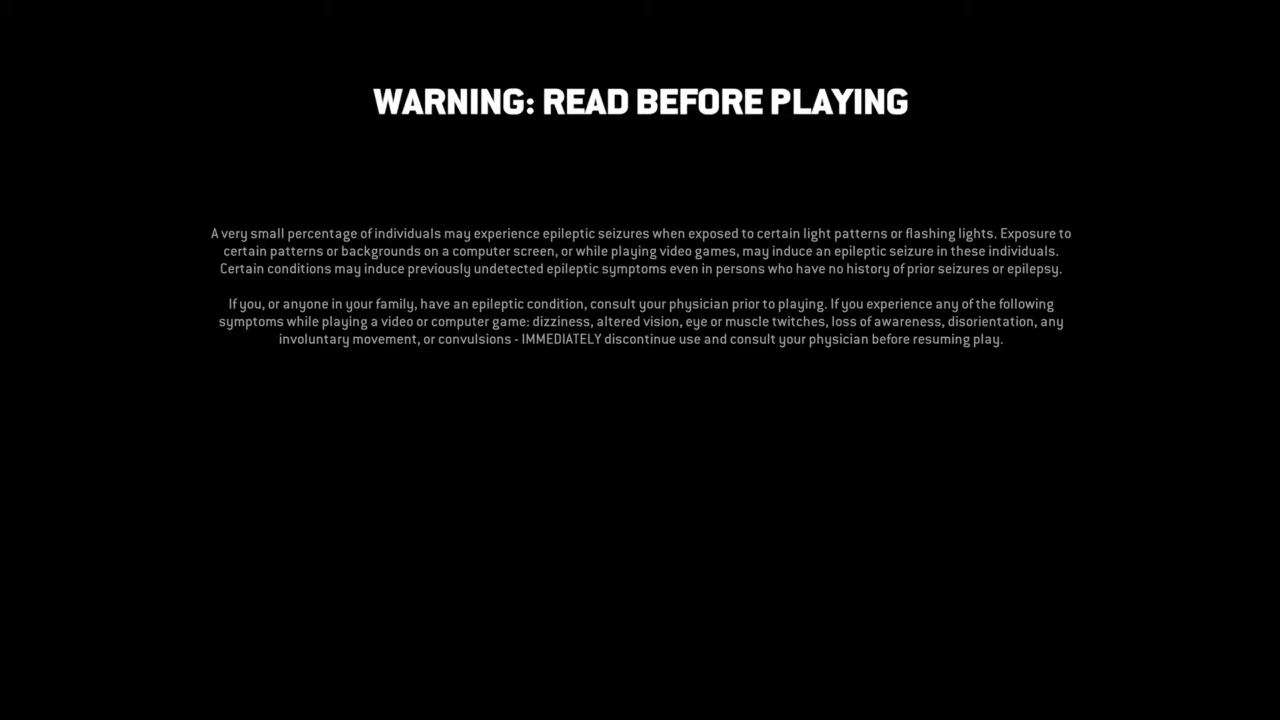 WARNING: READ BEFORE PLAYING
A very small percentage of individuals may experience epileptic seizures when exposed to certain light patterns or flashing lights. Exposure to
certain patterns or backgrounds on a computer screen, or while playing video games, may induce an epileptic seizure in these individuals.
Certain conditions may induce previously undetected epileptic symptoms even in persons who have no history of prior seizures or epilepsy.
If you, or anyone in your family, have an epileptic condition, consult your physician prior to playing. If you experience any of the following
symptoms while playing a video or computer game: dizziness, altered vision, eye or muscle twitches, loss of awareness, disorientation, any
involuntary movement, or convulsions - IMMEDIATELY discontinue use and consult your physician before resuming play.